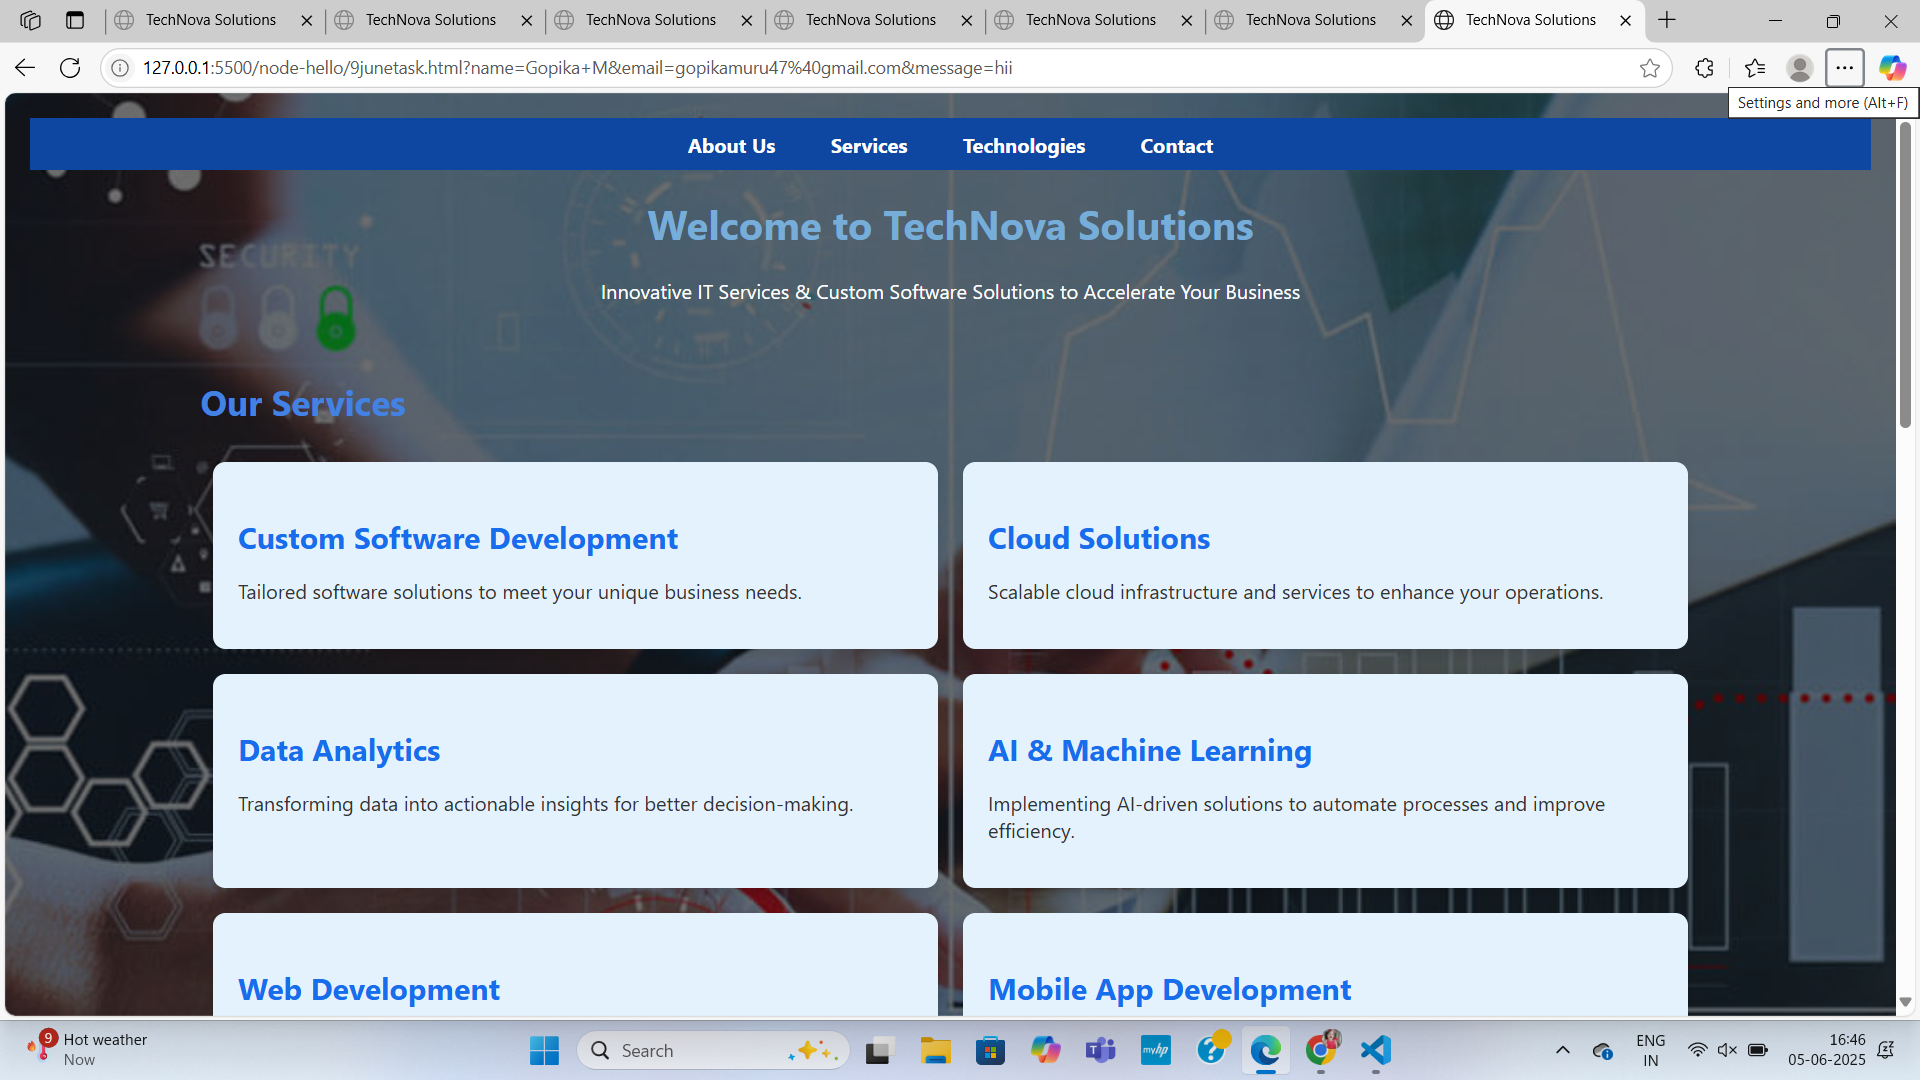 TechNova Solutions TechNova Solutions TechNova Solutions TechNova Solutions TechNova Solutions TechNova Solutions TechNova Solutions
127.0.0.1:5500/node-hello/9junetask.html?name=Gopika+M&email=gopikamuru47%40gmail.com&message=hii
Settings and more (Alt+F)
About Us Services Technologies Contact
Welcome to TechNova Solutions
SECURITY
Innovative IT Services & Custom Software Solutions to Accelerate Your Business
Our Services
Custom Software Development
Tailored software solutions to meet your unique business needs.
Cloud Solutions
Scalable cloud infrastructure and services to enhance your operations.
Data Analytics
Transforming data into actionable insights for better decision-making.
AI & Machine Learning
Implementing AI-driven solutions to automate processes and improve
efficiency.
Web Development
Mobile App Development
9
Hot weather
Now
Search
myhp
ENG
IN
16:46
05-06-2025